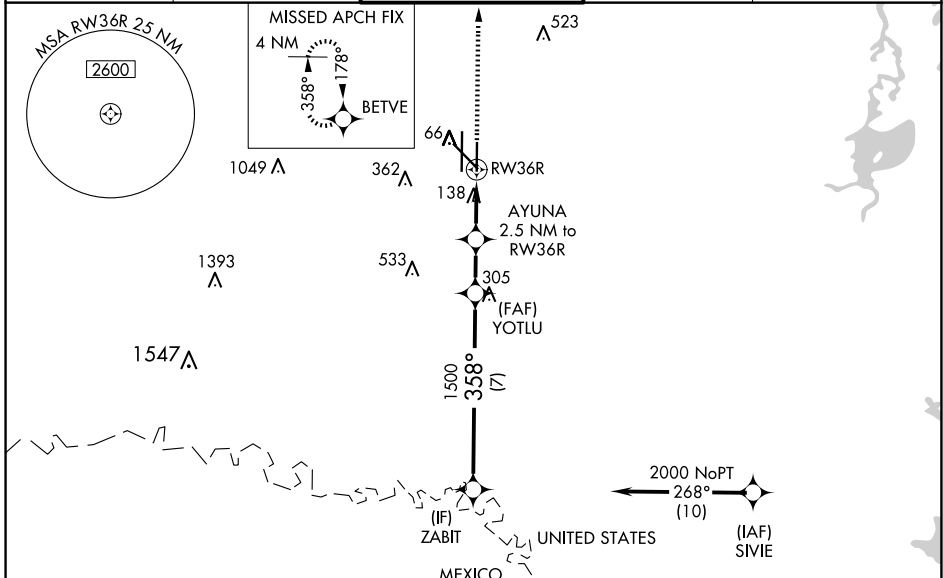 MSA RW36R 25 NM
2600
MISSED APCH FIX
4 NM
358°
178°
BETVE
523
66
RW36R
1049
362
138
AYUNA
2.5 NM to
RW36R
1393
533
305
(FAF)
YOTLU
1547
1500
358°
(7)
2000 NoPT
268°
(10)
(IF)
ZABIT
(IAF)
SIVIE
UNITED STATES
MEXICO